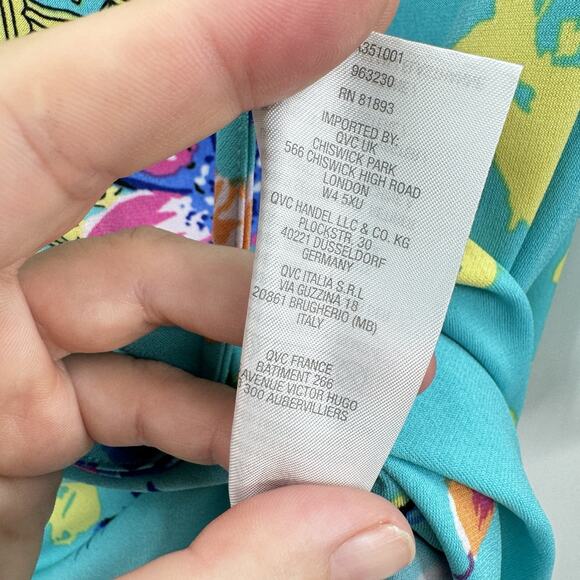 A351001
963230
RN 81893
IMPORTED BY:
QVC UK
CHISWICK PARK
566 CHISWICK HIGH ROAD
LONDON
W4 5XU
QVC HANDEL LLC & CO. KG
PLOCKSTR. 30
40221 DUSSELDORF
GERMANY
QVC ITALIA S.R.L
VIA GUZZINA 18
20861 BRUGHERIO (MB)
ITALY
QVC FRANCE
BATIMENT 266
AVENUE VICTOR HUGO
300 AUBERVILLIERS